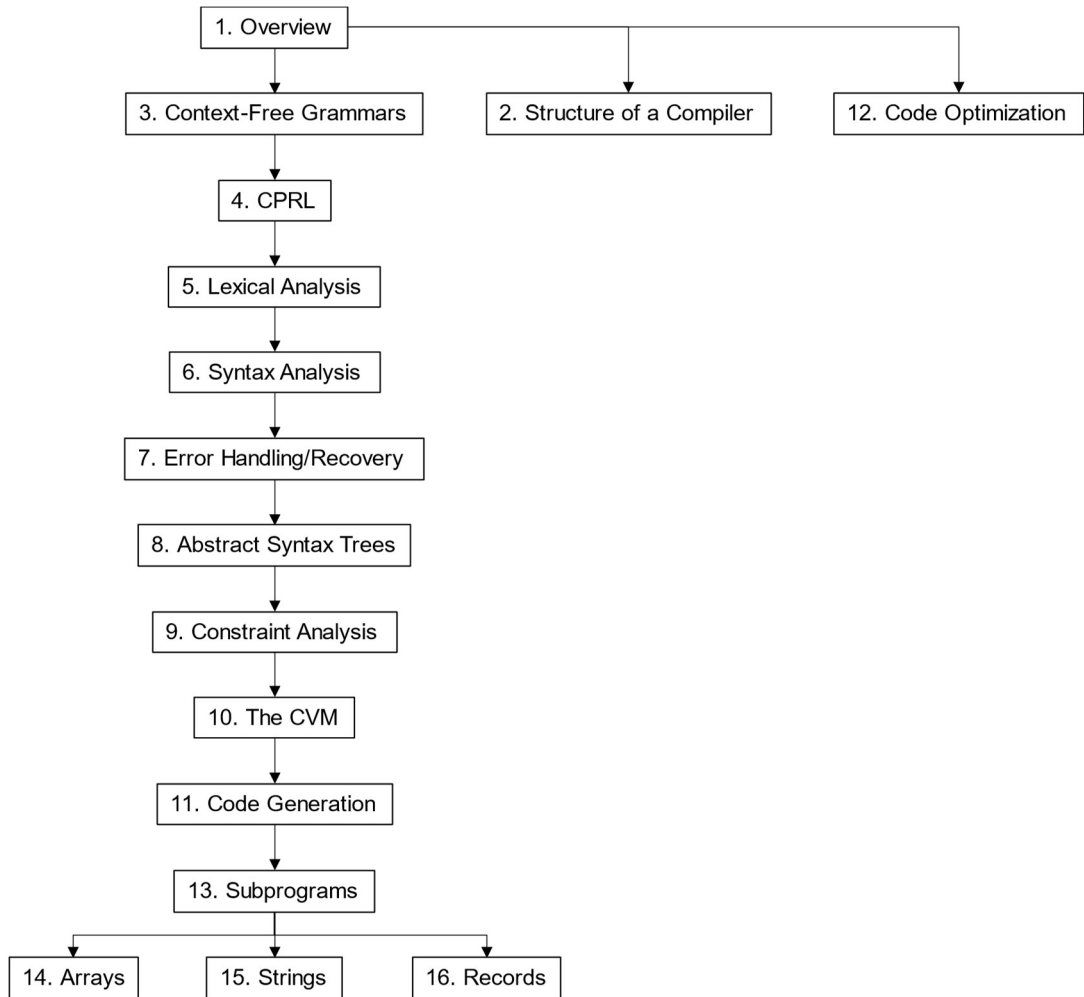 1. Overview
3. Context-Free Grammars
2. Structure of a Compiler
12. Code Optimization
4. CPRL
5. Lexical Analysis
6. Syntax Analysis
7. Error Handling/Recovery
8. Abstract Syntax Trees
9. Constraint Analysis
10. The CVM
11. Code Generation
13. Subprograms
14. Arrays
15. Strings
16. Records